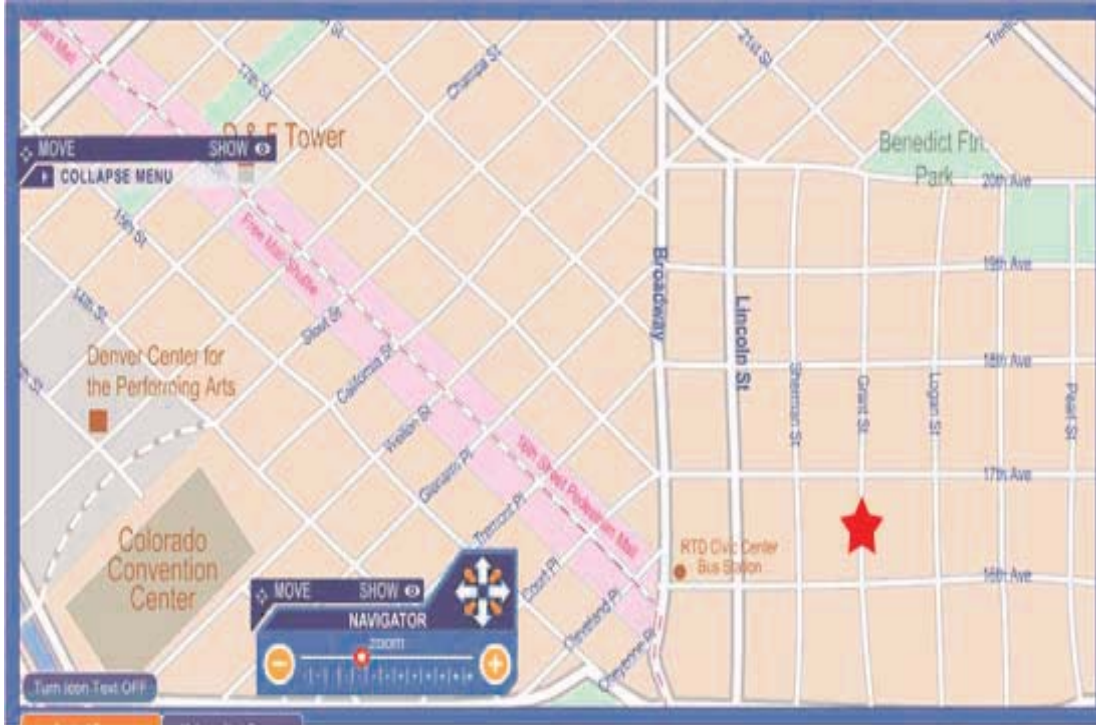 17th St
Champa St
21st St
D & F Tower
MOVE SHOW
COLLAPSE MENU
Benedict Ftn.
Park
20th Ave
15th St
Free Mall Shuttle
Broadway
19th Ave
14th St
Stout St
Lincoln St
Denver Center for
the Performing Arts
California St
18th Ave
Sherman St
Grant St
Logan St
Pearl St
Welton St
Glenarm Pl
16th Street Pedestrian Mall
17th Ave
Tremont Pl
Colorado
Convention
Center
RTD Civic Center
Bus Station
Court Pl
16th Ave
MOVE SHOW
NAVIGATOR
zoom
Cleveland Pl
Cheyenne Pl
Turn Icon Text OFF